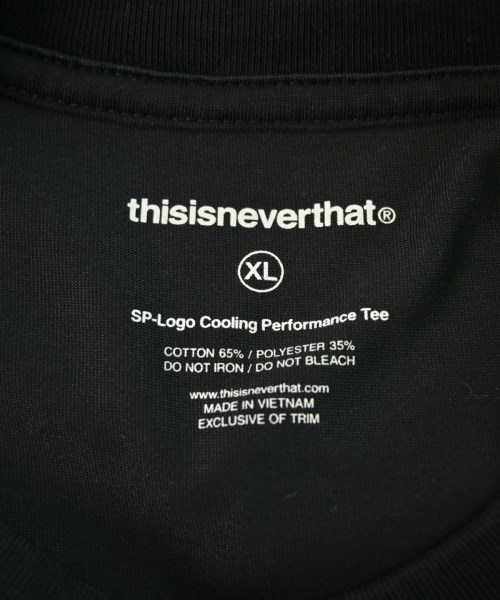 thisisneverthat®
XL
SP-Logo Cooling Performance Tee
COTTON 65% / POLYESTER 35%
DO NOT IRON / DO NOT BLEACH
www.thisisneverthat.com
MADE IN VIETNAM
EXCLUSIVE OF TRIM